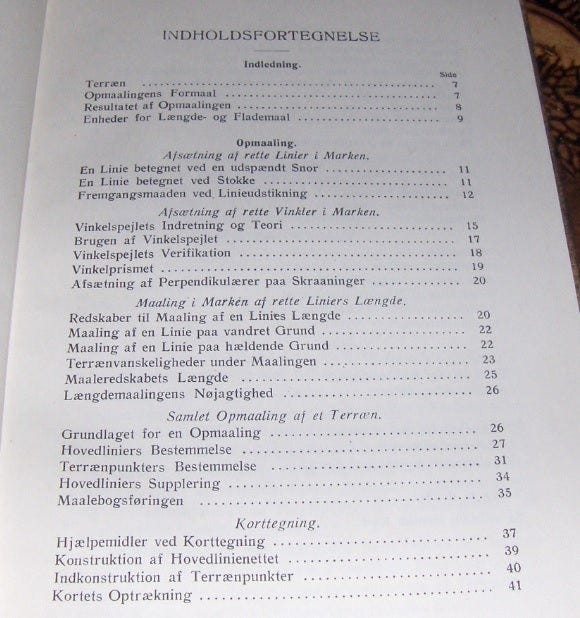 INDHOLDSFORTEGNELSE
Indledning.
Side
Terræn ........ 7
Opmaalingens Formaal ........ 7
Resultatet af Opmaalingen ........ 8
Enheder for Længde- og Flademaal ........ 9
Opmaaling.
Afsætning af rette Linier i Marken.
En Linie betegnet ved en udspændt Snor ........ 11
En Linie betegnet ved Stokke ........ 11
Fremgangsmaaden ved Linieudstikning ........ 12
Afsætning af rette Vinkler i Marken.
Vinkelspejlets Indretning og Teori ........ 15
Brugen af Vinkelspejlet ........ 17
Vinkelspejlets Verifikation ........ 18
Vinkelprismet ........ 19
Afsætning af Perpendikulærer paa Skraaninger ........ 20
Maaling i Marken af rette Liniers Længde.
Redskaber til Maaling af en Linies Længde ........ 20
Maaling af en Linie paa vandret Grund ........ 22
Maaling af en Linie paa hældende Grund ........ 22
Terrænvanskeligheder under Maalingen ........ 23
Maaleredskabets Længde ........ 25
Længdemaalingens Nøjagtighed ........ 26
Samlet Opmaaling af et Terræn.
Grundlaget for en Opmaaling ........ 26
Hovedliniers Bestemmelse ........ 27
Terrænpunkters Bestemmelse ........ 31
Hovedliniers Supplering ........ 34
Maalebogsføringen ........ 35
Korttegning.
Hjælpemidler ved Korttegning ........ 37
Konstruktion af Hovedlinienettet ........ 39
Indkonstruktion af Terrænpunkter ........ 40
Kortets Optrækning ........ 41